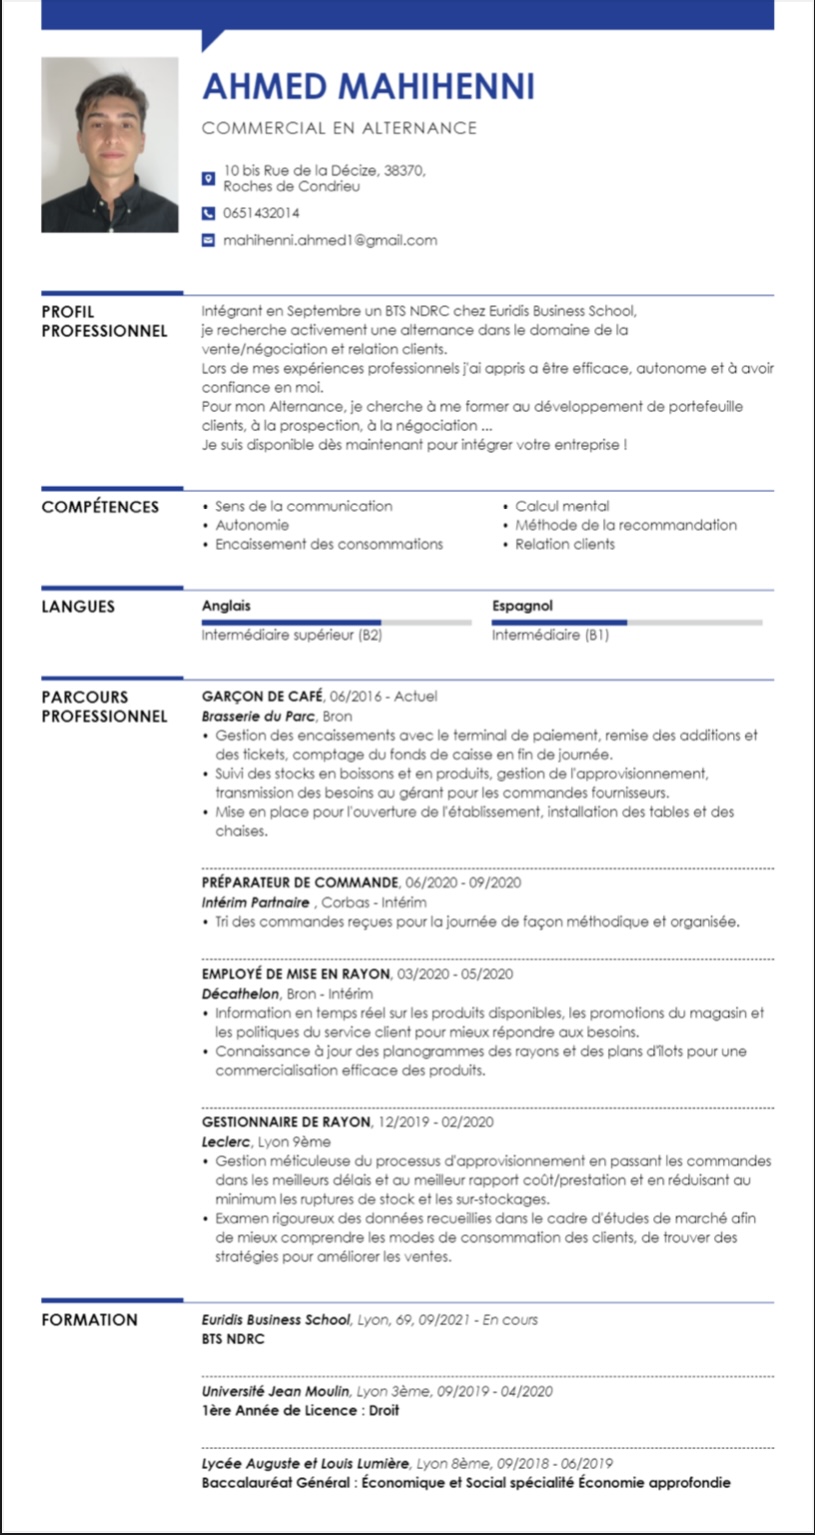 AHMED MAHIHENNI
COMMERCIAL EN ALTERNANCE
10 bis Rue de la Décize, 38370,
Roches de Condrieu
0651432014
mahihenni.ahmed1@gmail.com
PROFIL
PROFESSIONNEL
Intégrant en Septembre un BTS NDRC chez Euridis Business School,
je recherche activement une alternance dans le domaine de la
vente/négociation et relation clients.
Lors de mes expériences professionnels j'ai appris a être efficace, autonome et à avoir
confiance en moi.
Pour mon Alternance, je cherche à me former au développement de portefeuille
clients, à la prospection, à la négociation ...
Je suis disponible dès maintenant pour intégrer votre entreprise !
COMPÉTENCES
• Sens de la communication
• Autonomie
• Encaissement des consommations
• Calcul mental
• Méthode de la recommandation
• Relation clients
LANGUES
Anglais
Intermédiaire supérieur (B2)
Espagnol
Intermédiaire (B1)
PARCOURS
PROFESSIONNEL
GARÇON DE CAFÉ, 06/2016 - Actuel
Brasserie du Parc, Bron
• Gestion des encaissements avec le terminal de paiement, remise des additions et
des tickets, comptage du fonds de caisse en fin de journée.
• Suivi des stocks en boissons et en produits, gestion de l'approvisionnement,
transmission des besoins au gérant pour les commandes fournisseurs.
• Mise en place pour l'ouverture de l'établissement, installation des tables et des
chaises.
PRÉPARATEUR DE COMMANDE, 06/2020 - 09/2020
Intérim Partnaire , Corbas - Intérim
• Tri des commandes reçues pour la journée de façon méthodique et organisée.
EMPLOYÉ DE MISE EN RAYON, 03/2020 - 05/2020
Décathelon, Bron - Intérim
• Information en temps réel sur les produits disponibles, les promotions du magasin et
les politiques du service client pour mieux répondre aux besoins.
• Connaissance à jour des planogrammes des rayons et des plans d'îlots pour une
commercialisation efficace des produits.
GESTIONNAIRE DE RAYON, 12/2019 - 02/2020
Leclerc, Lyon 9ème
• Gestion méticuleuse du processus d'approvisionnement en passant les commandes
dans les meilleurs délais et au meilleur rapport coût/prestation et en réduisant au
minimum les ruptures de stock et les sur-stockages.
• Examen rigoureux des données recueillies dans le cadre d'études de marché afin
de mieux comprendre les modes de consommation des clients, de trouver des
stratégies pour améliorer les ventes.
FORMATION
Euridis Business School, Lyon, 69, 09/2021 - En cours
BTS NDRC
Université Jean Moulin, Lyon 3ème, 09/2019 - 04/2020
1ère Année de Licence : Droit
Lycée Auguste et Louis Lumière, Lyon 8ème, 09/2018 - 06/2019
Baccalauréat Général : Économique et Social spécialité Économie approfondie